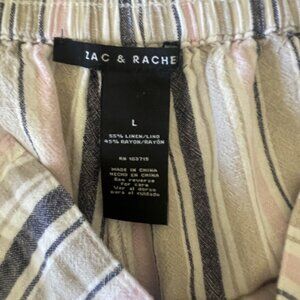 ZAC & RACHE
L
55% LINEN/LINO
45% RAYON/RAYÓN
RN 103715
MADE IN CHINA
HECHO EN CHINA
See reverse
for care
Ver al dorso
para el cuidado